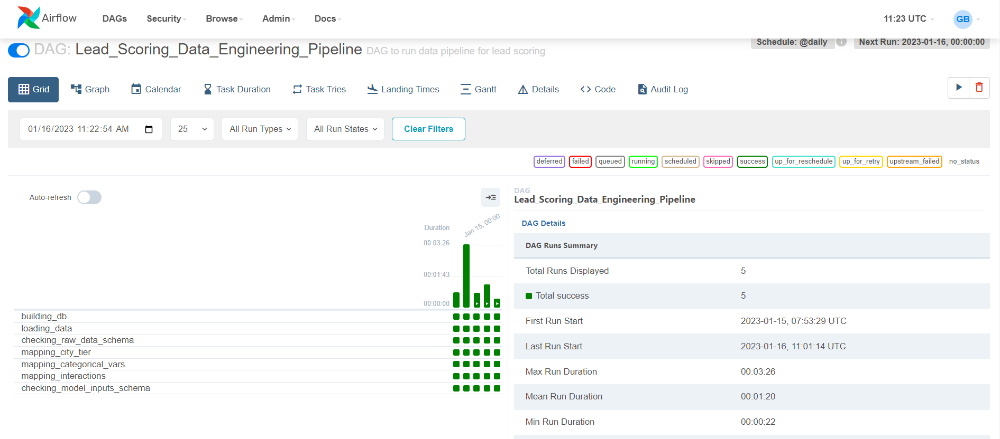 Airflow DAGs Security Browse Admin Docs 11:23 UTC GB
DAG: Lead_Scoring_Data_Engineering_Pipeline DAG to run data pipeline for lead scoring Schedule: @daily i Next Run: 2023-01-16, 00:00:00
Grid Graph Calendar Task Duration Task Tries Landing Times Gantt Details Code Audit Log
01/16/2023 11:22:54 AM 25 All Run Types All Run States Clear Filters
deferred failed queued running scheduled skipped success up_for_reschedule up_for_retry upstream_failed no_status
Auto-refresh
Duration
Jan 15, 00:00
00:03:26
00:01:43
00:00:00
building_db
loading_data
checking_raw_data_schema
mapping_city_tier
mapping_categorical_vars
mapping_interactions
checking_model_inputs_schema
DAG
Lead_Scoring_Data_Engineering_Pipeline
DAG Details
DAG Runs Summary
Total Runs Displayed 5
Total success 5
First Run Start 2023-01-15, 07:53:29 UTC
Last Run Start 2023-01-16, 11:01:14 UTC
Max Run Duration 00:03:26
Mean Run Duration 00:01:20
Min Run Duration 00:00:22